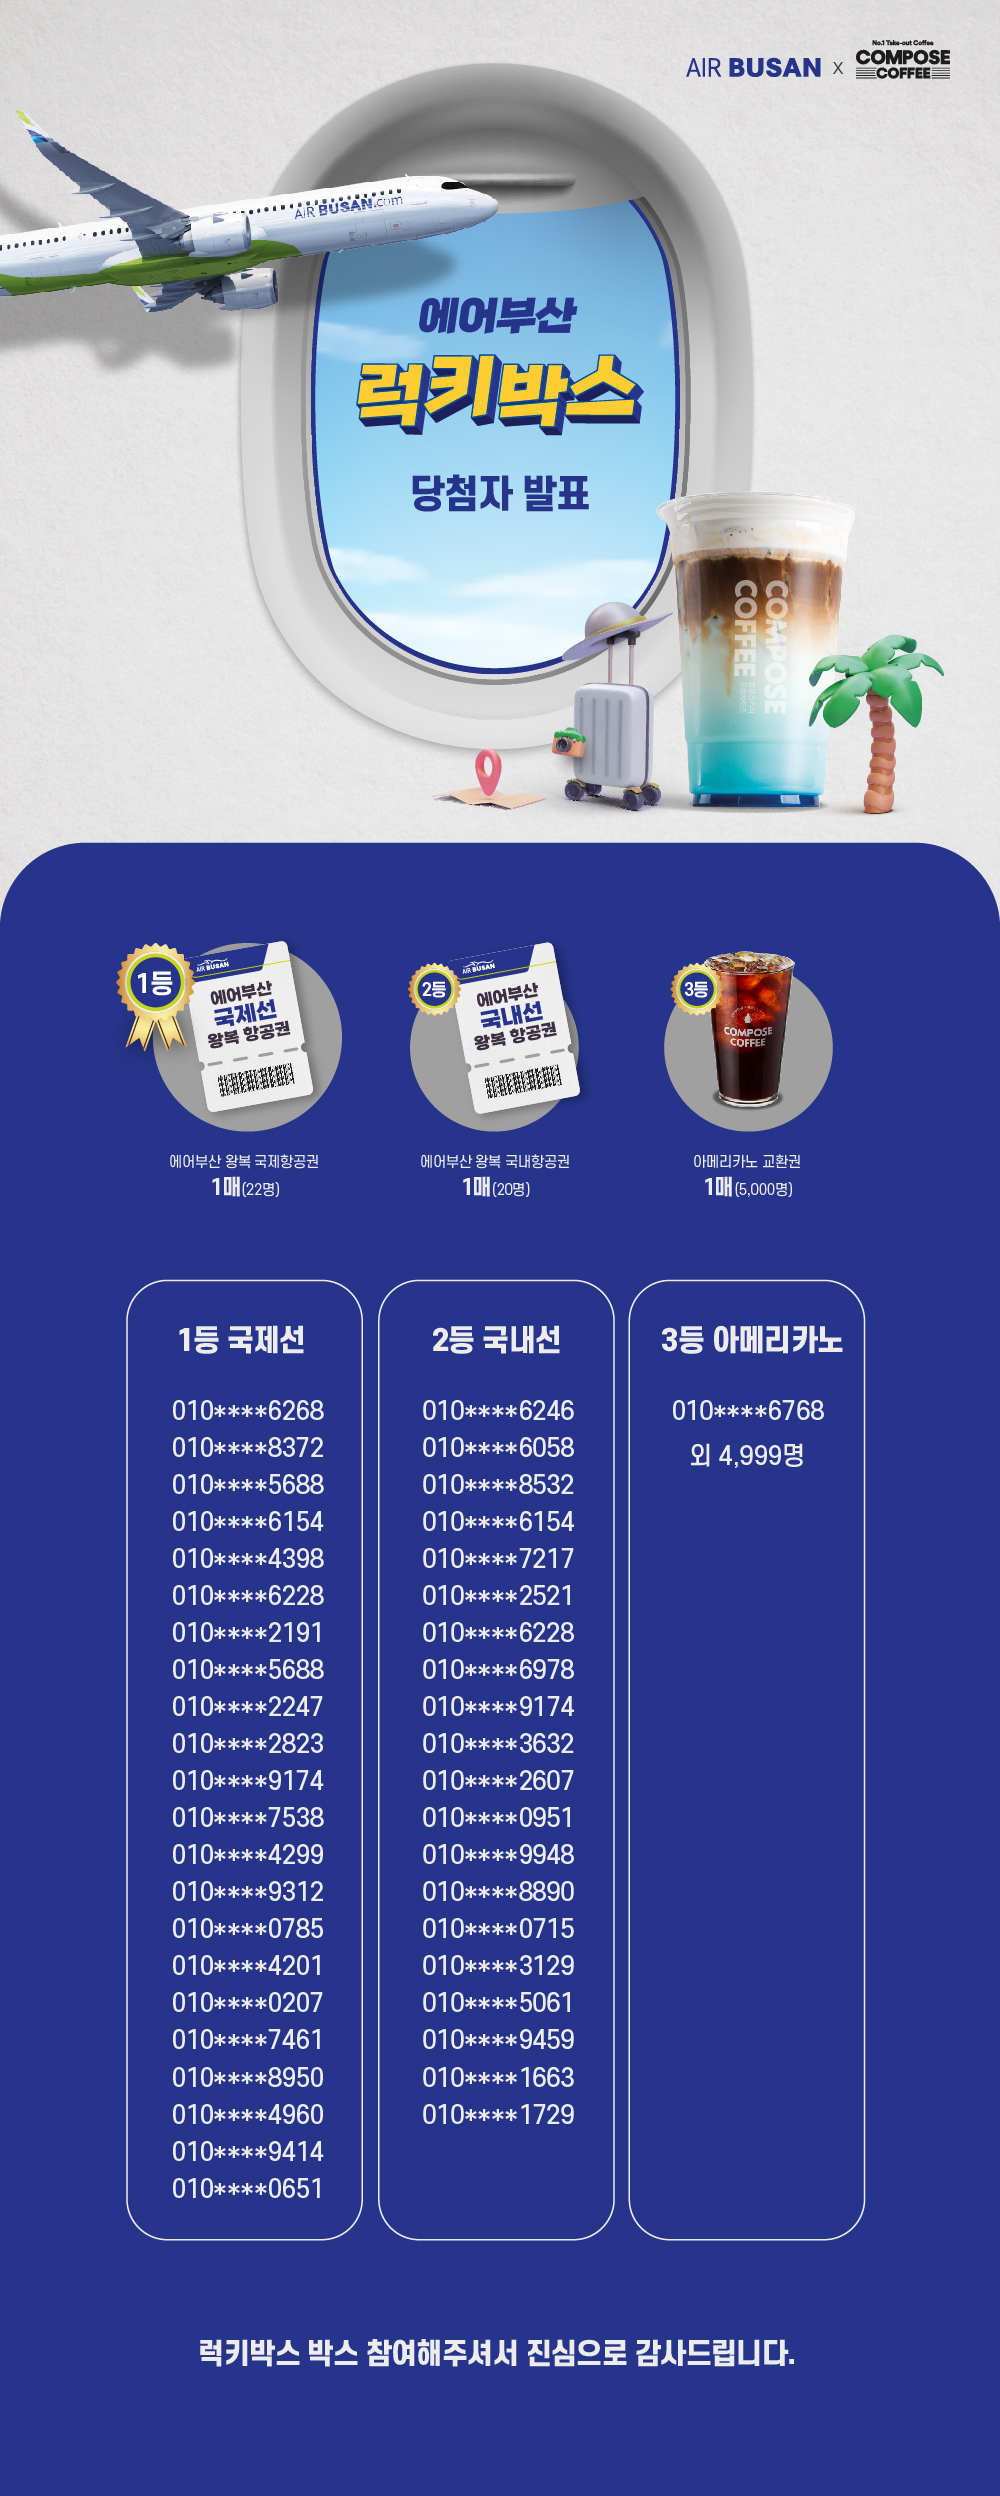 AIR BUSAN x No.1 Take-out Coffee COMPOSE COFFEE
AIR BUSAN.com
에어부산
럭키박스
당첨자 발표
COMPOSE
COFFEE
1등
AIR BUSAN
에어부산
국제선
왕복 항공권
2등
AIR BUSAN
에어부산
국내선
왕복 항공권
3등
COMPOSE
COFFEE
에어부산 왕복 국제항공권
1매(22명)
에어부산 왕복 국내항공권
1매(20명)
아메리카노 교환권
1매(5,000명)
1등 국제선
010****6268
010****8372
010****5688
010****6154
010****4398
010****6228
010****2191
010****5688
010****2247
010****2823
010****9174
010****7538
010****4299
010****9312
010****0785
010****4201
010****0207
010****7461
010****8950
010****4960
010****9414
010****0651
2등 국내선
010****6246
010****6058
010****8532
010****6154
010****7217
010****2521
010****6228
010****6978
010****9174
010****3632
010****2607
010****0951
010****9948
010****8890
010****0715
010****3129
010****5061
010****9459
010****1663
010****1729
3등 아메리카노
010****6768
외 4,999명
럭키박스 박스 참여해주셔서 진심으로 감사드립니다.